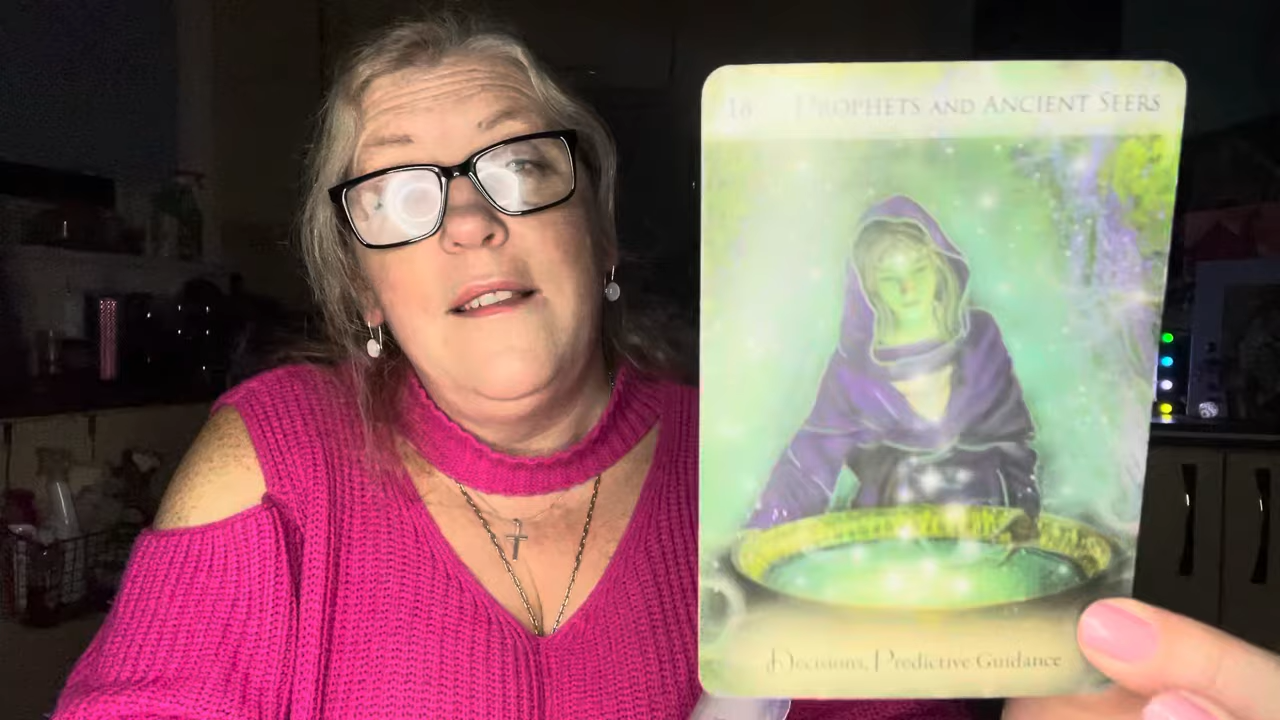 18 PROPHETS AND ANCIENT SEERS
Decisions, Predictive Guidance